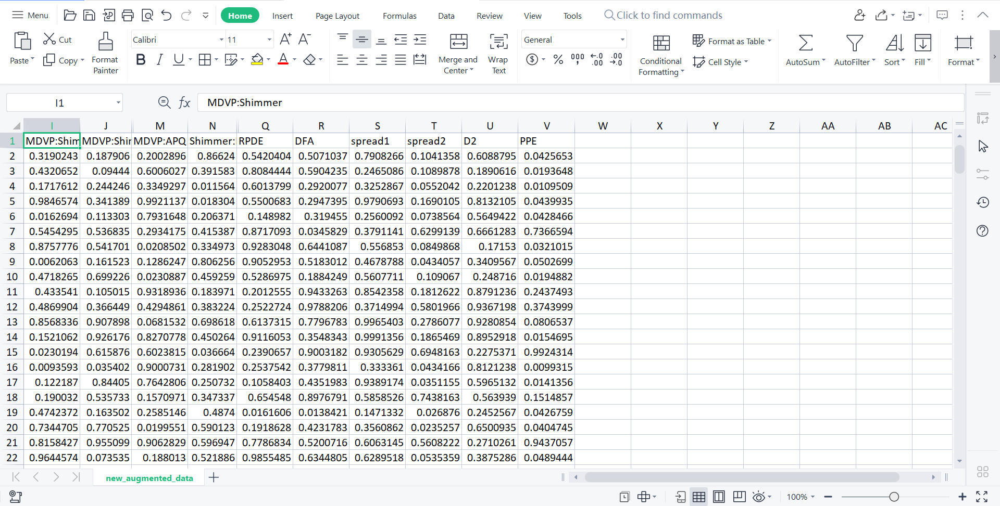 Menu Home Insert Page Layout Formulas Data Review View Tools Click to find commands
Paste Cut Copy Format Painter Calibri 11 B I U A Merge and Center Wrap Text General Conditional Formatting Format as Table Cell Style AutoSum AutoFilter Sort Fill Format
I1 fx MDVP:Shimmer
I J M N Q R S T U V W X Y Z AA AB AC
1 MDVP:Shim MDVP:Shir MDVP:APQ Shimmer: RPDE DFA spread1 spread2 D2 PPE
2 0.3190243 0.187906 0.2002896 0.86624 0.5420404 0.5071037 0.7908266 0.1041358 0.6088795 0.0425653
3 0.4320652 0.09444 0.6006027 0.391583 0.8084444 0.5904235 0.2465086 0.1089878 0.1890616 0.0193648
4 0.1717612 0.244246 0.3349297 0.011564 0.6013799 0.2920077 0.3252867 0.0552042 0.2201238 0.0109509
5 0.9846574 0.341389 0.9921137 0.018304 0.5500683 0.2947395 0.9790693 0.1690105 0.8132105 0.0439935
6 0.0162694 0.113303 0.7931648 0.206371 0.148982 0.319455 0.2560092 0.0738564 0.5649422 0.0428466
7 0.5454295 0.536835 0.2934175 0.415387 0.8717093 0.0345829 0.3791141 0.6299139 0.6661283 0.7366594
8 0.8757776 0.541701 0.0208502 0.334973 0.9283048 0.6441087 0.556853 0.0849868 0.17153 0.0321015
9 0.0062063 0.161523 0.1286247 0.806256 0.9052953 0.5183012 0.4678788 0.0434057 0.3409567 0.0502699
10 0.4718265 0.699226 0.0230887 0.459259 0.5286975 0.1884249 0.5607711 0.109067 0.248716 0.0194882
11 0.433541 0.105015 0.9318936 0.183971 0.2012555 0.9433263 0.8542358 0.1812622 0.8791236 0.2437493
12 0.4869904 0.366449 0.4294861 0.383224 0.2522724 0.9788206 0.3714994 0.5801966 0.9367198 0.3743999
13 0.8568336 0.907898 0.0681532 0.698618 0.6137315 0.7796783 0.9965403 0.2786077 0.9280854 0.0806537
14 0.1521062 0.926176 0.8270778 0.450264 0.9116053 0.3548343 0.9991356 0.1865469 0.8952918 0.0154695
15 0.0230194 0.615876 0.6023815 0.036664 0.2390657 0.9003182 0.9305629 0.6948163 0.2275371 0.9924314
16 0.0093593 0.035402 0.9000731 0.281902 0.2537542 0.3779811 0.333361 0.0434166 0.8121238 0.0099315
17 0.122187 0.84405 0.7642806 0.250732 0.1058403 0.4351983 0.9389174 0.0351155 0.5965132 0.0141356
18 0.190032 0.535733 0.1570971 0.347337 0.654548 0.8976791 0.5858526 0.7438163 0.563939 0.1514857
19 0.4742372 0.163502 0.2585146 0.4874 0.0161606 0.0138421 0.1471332 0.026876 0.2452567 0.0426759
20 0.7344705 0.770525 0.0199551 0.590123 0.1918628 0.4231783 0.3560862 0.0235257 0.6500935 0.0404745
21 0.8158427 0.955099 0.9062829 0.596947 0.7786834 0.5200716 0.6063145 0.5608222 0.2710261 0.9437057
22 0.9644574 0.073535 0.188013 0.521886 0.9855485 0.6344805 0.6289518 0.0535359 0.3875286 0.0489444
new_augmented_data
100%